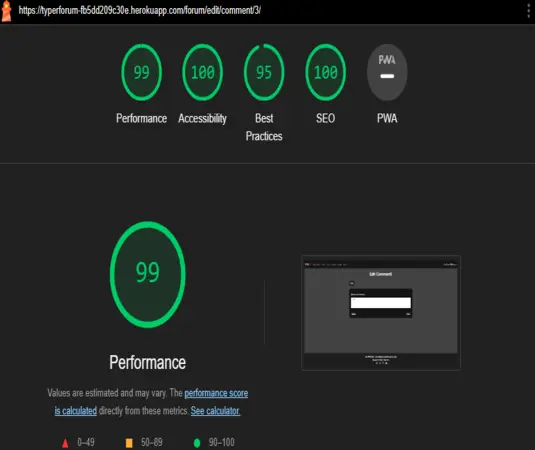 https://typerforum-fb5dd209c30e.herokuapp.com/forum/edit/comment/3/
99 100 95 100 PWA
Performance Accessibility Best Practices SEO PWA
99
Edit Comment
Performance
Values are estimated and may vary. The performance score
is calculated directly from these metrics. See calculator.
0–49 50–89 90–100